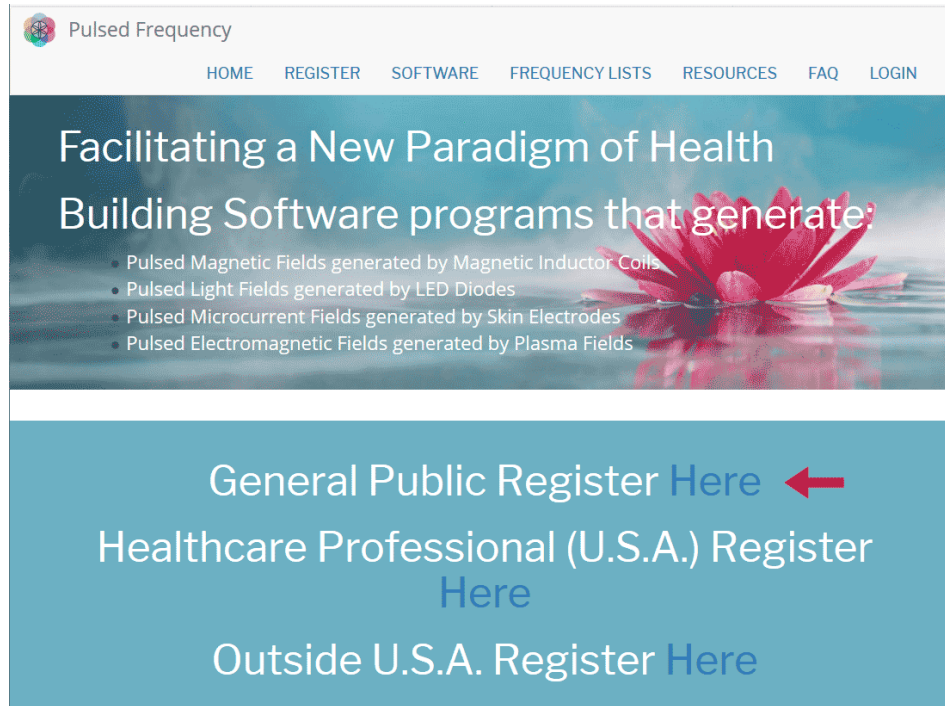 Pulsed Frequency
HOME REGISTER SOFTWARE FREQUENCY LISTS RESOURCES FAQ LOGIN
Facilitating a New Paradigm of Health
Building Software programs that generate:
Pulsed Magnetic Fields generated by Magnetic Inductor Coils
Pulsed Light Fields generated by LED Diodes
Pulsed Microcurrent Fields generated by Skin Electrodes
Pulsed Electromagnetic Fields generated by Plasma Fields
General Public Register Here
Healthcare Professional (U.S.A.) Register
Here
Outside U.S.A. Register Here